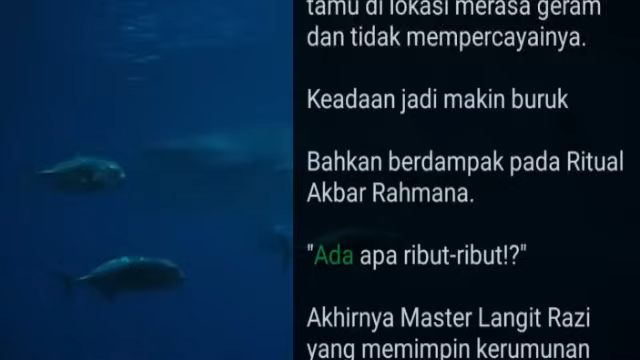 tamu di lokasi merasa geram
dan tidak mempercayainya.
Keadaan jadi makin buruk
Bahkan berdampak pada Ritual
Akbar Rahmana.
"Ada apa ribut-ribut!?"
Akhirnya Master Langit Razi
yang memimpin kerumunan